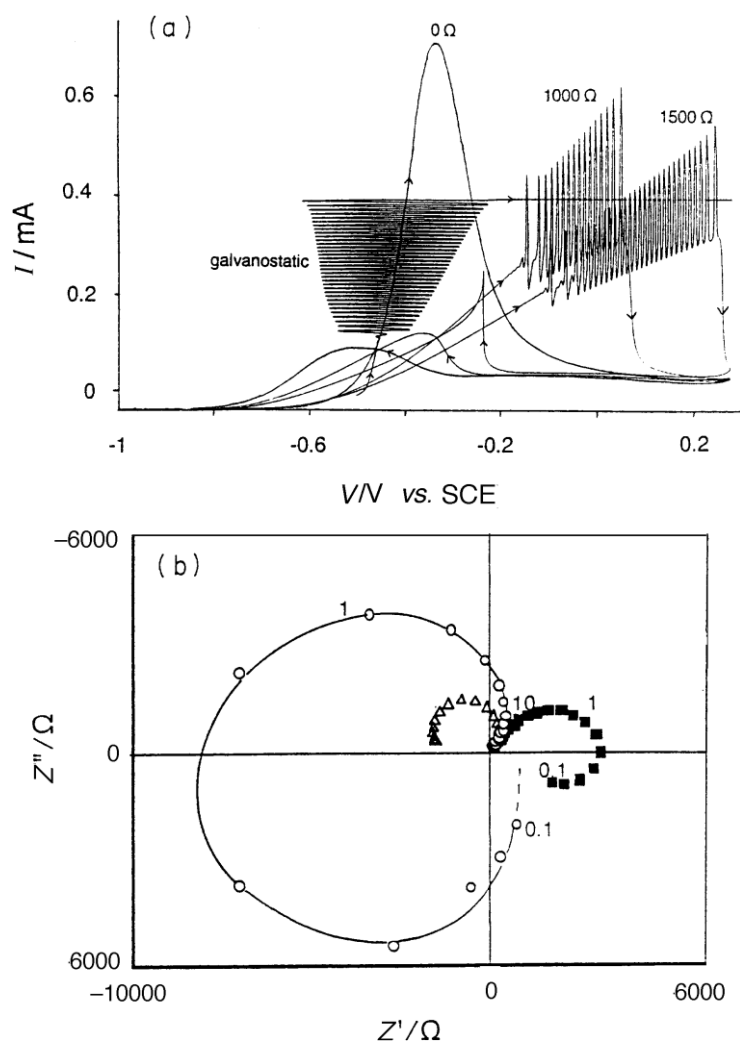 (a)
0 Ω
0.6
1000 Ω
1500 Ω
0.4
I/mA
galvanostatic
0.2
0
-1
-0.6
-0.2
0.2
V/V vs. SCE
–6000
(b)
1
10
1
Z"/Ω
0
0.1
0.1
6000
–10000
0
6000
Z'/Ω